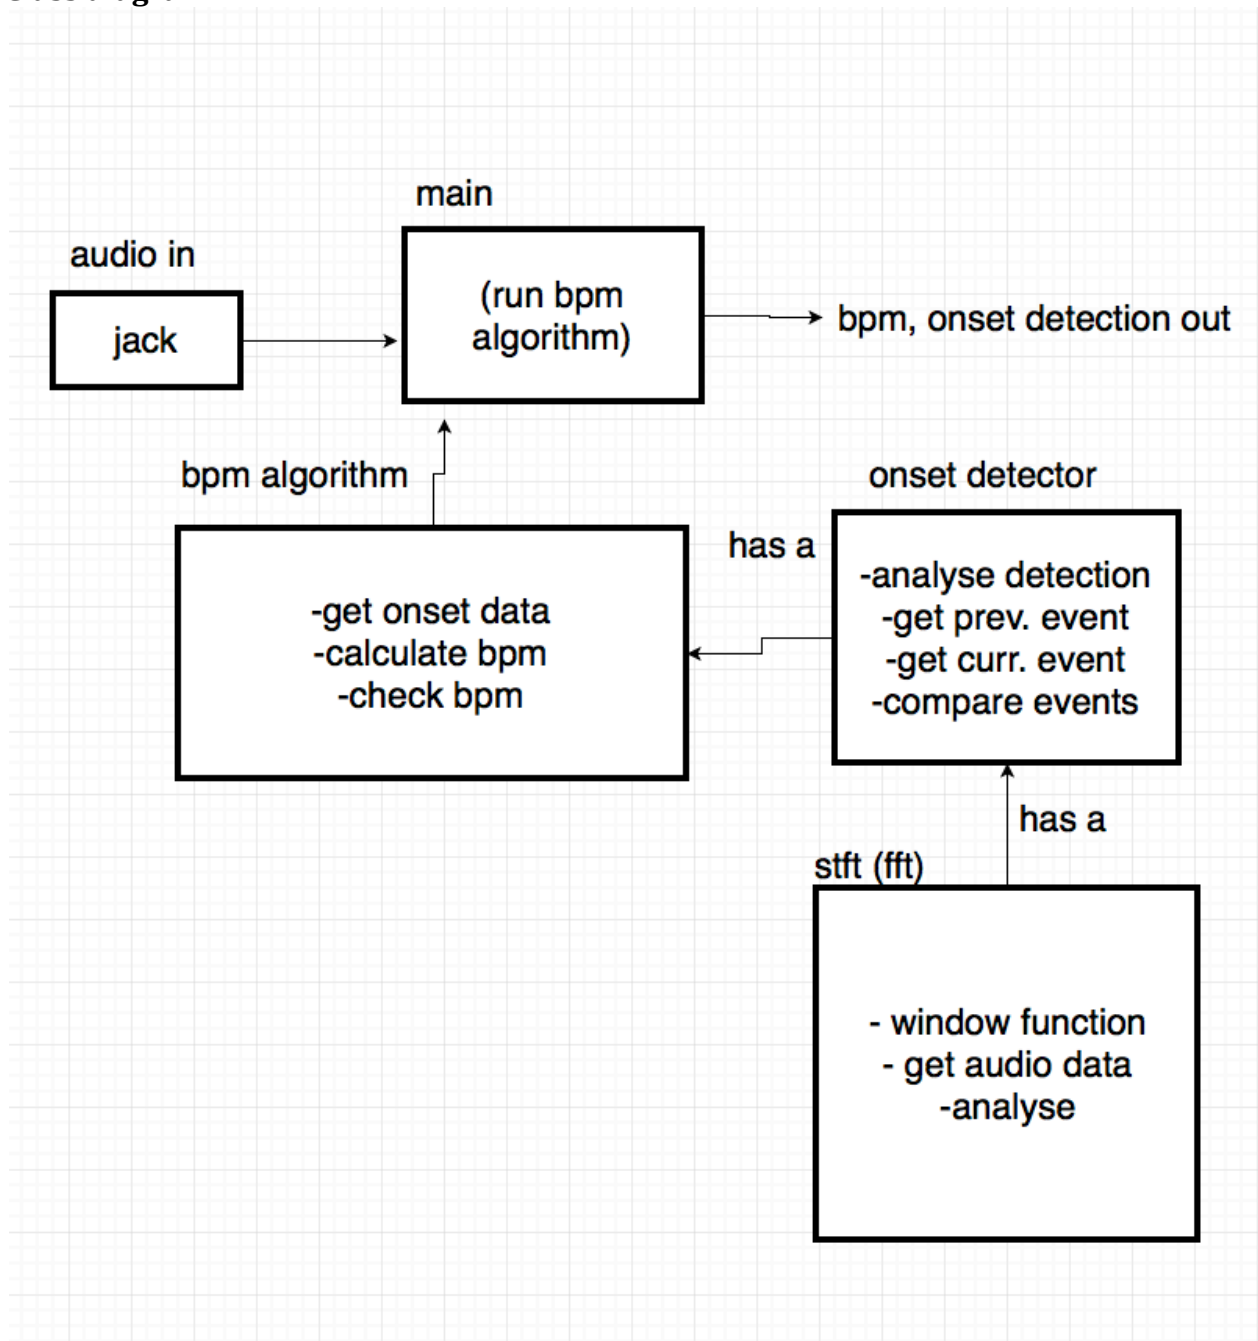 main
audio in
(run bpm
algorithm)
jack
bpm, onset detection out
bpm algorithm
onset detector
has a
-analyse detection
-get prev. event
-get curr. event
-compare events
-get onset data
-calculate bpm
-check bpm
has a
stft (fft)
- window function
- get audio data
-analyse